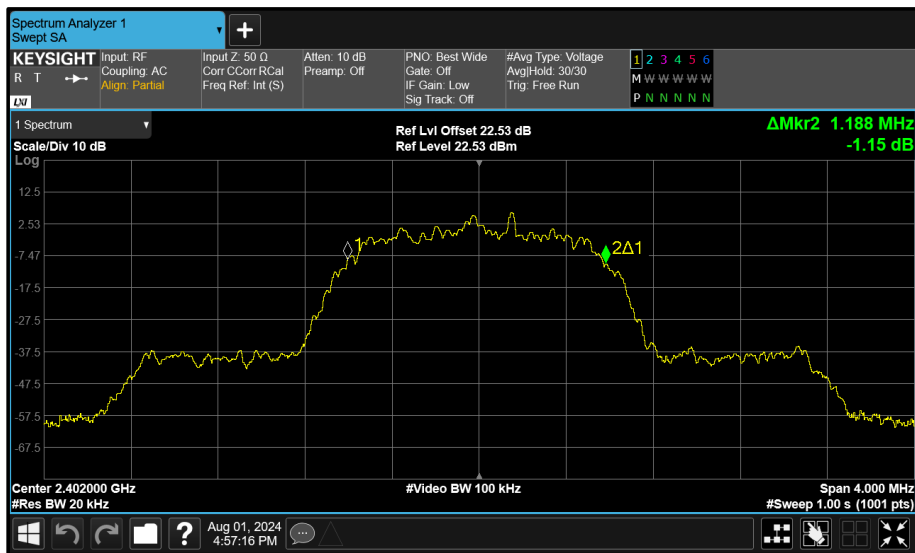 Spectrum Analyzer 1
Swept SA
KEYSIGHT
R T
LXI
Input: RF
Coupling: AC
Align: Partial
Input Z: 50 Ω
Corr CCorr RCal
Freq Ref: Int (S)
Atten: 10 dB
Preamp: Off
PNO: Best Wide
Gate: Off
IF Gain: Low
Sig Track: Off
#Avg Type: Voltage
Avg|Hold: 30/30
Trig: Free Run
1 2 3 4 5 6
M W W W W W
P N N N N N
1 Spectrum
Scale/Div 10 dB
Ref Lvl Offset 22.53 dB
Ref Level 22.53 dBm
ΔMkr2 1.188 MHz
-1.15 dB
Log
12.5
2.53
-7.47
-17.5
-27.5
-37.5
-47.5
-57.5
-67.5
1
2Δ1
Center 2.402000 GHz
#Video BW 100 kHz
Span 4.000 MHz
#Res BW 20 kHz
#Sweep 1.00 s (1001 pts)
?
Aug 01, 2024
4:57:16 PM